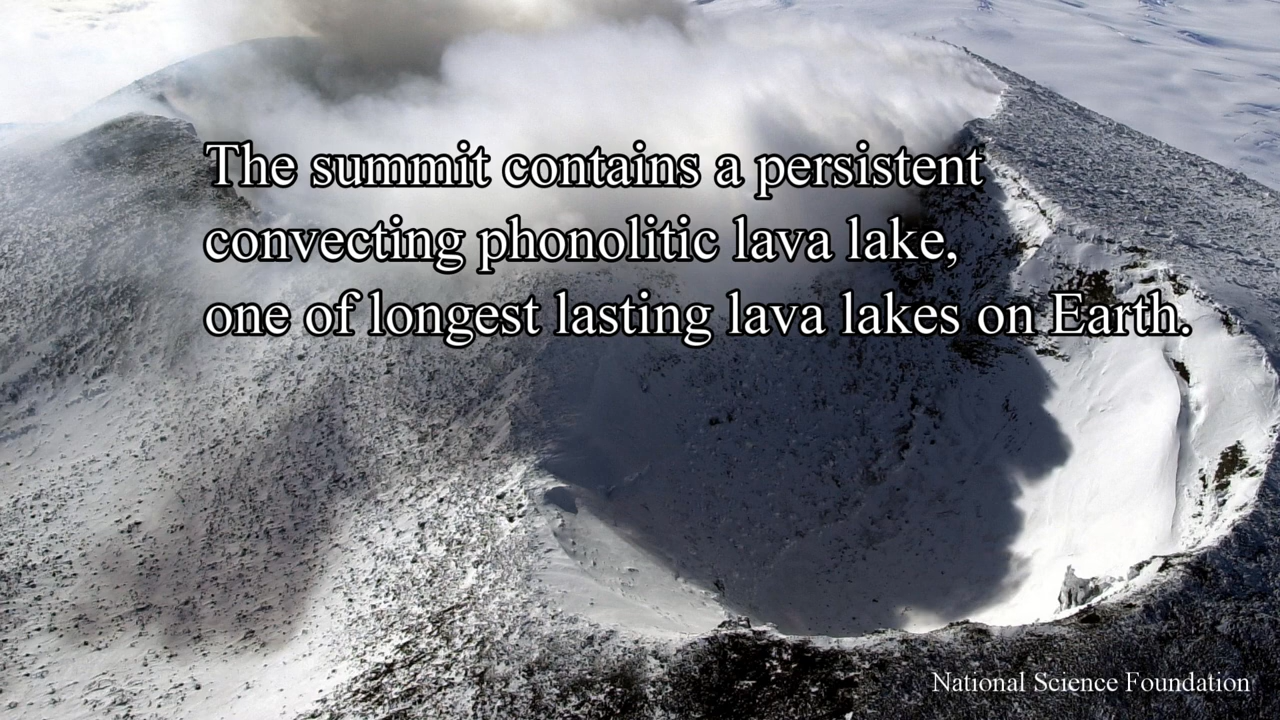 The summit contains a persistent
convecting phonolitic lava lake,
one of longest lasting lava lakes on Earth.
National Science Foundation